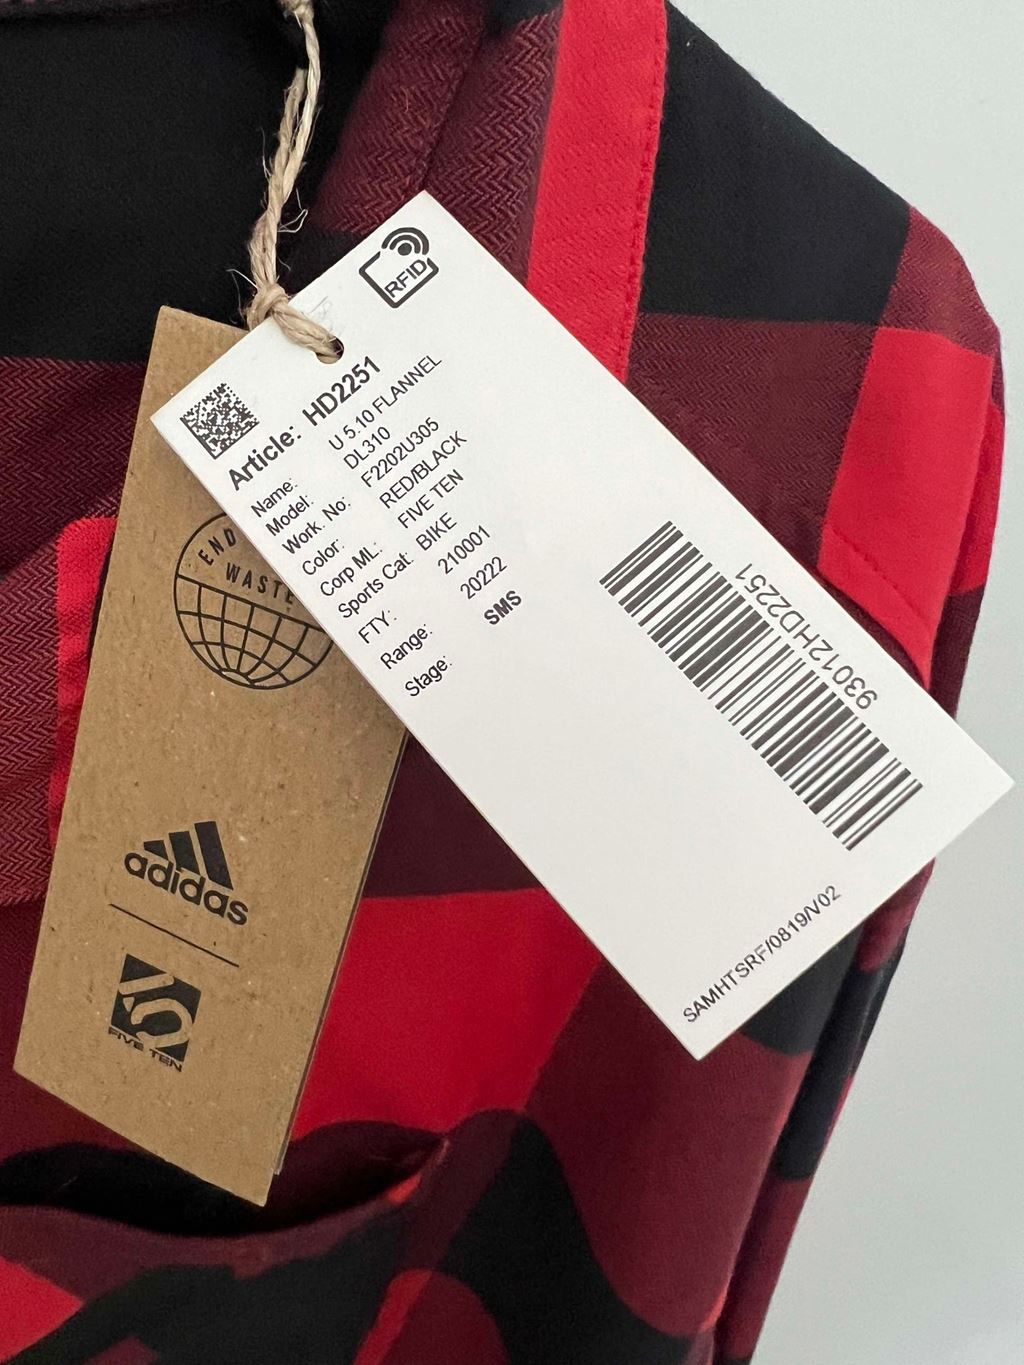 RFID
Article: HD2251
Name: U 5.10 FLANNEL
Model: DL310
Work. No: F2202U305
Color: RED/BLACK
Corp ML: FIVE TEN
Sports Cat: BIKE
FTY: 210001
Range: 20222
Stage: SMS
93012HD2251
SAMHTSRF/0819/V02
END
WASTE
adidas
FIVE TEN